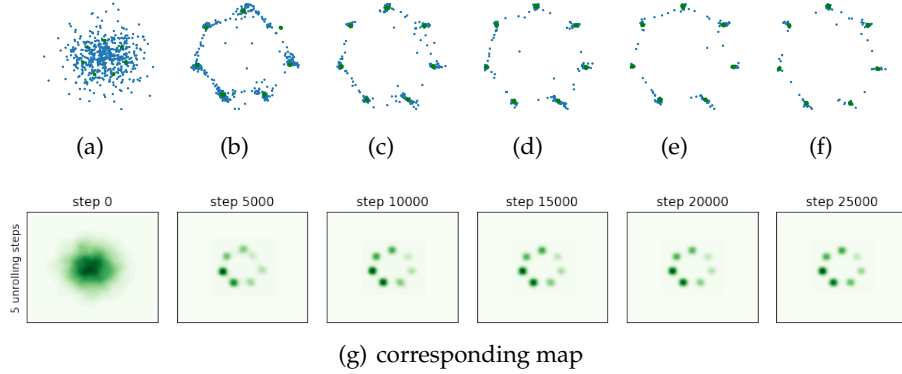 (a) (b) (c) (d) (e) (f)
step 0 step 5000 step 10000 step 15000 step 20000 step 25000
5 unrolling steps
(g) corresponding map